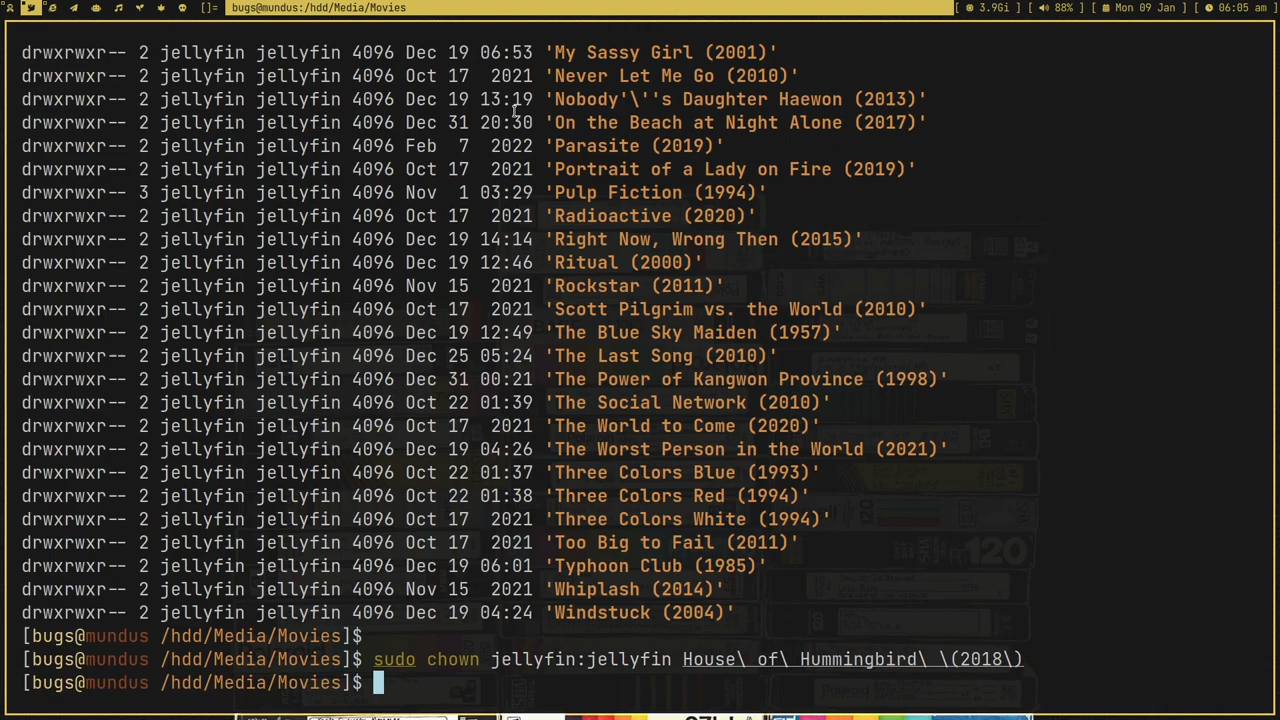 []= bugs@mundus:/hdd/Media/Movies [ 3.9Gi ] [ 88% ] [ Mon 09 Jan ] [ 06:05 am ]
drwxrwxr-- 2 jellyfin jellyfin 4096 Dec 19 06:53 'My Sassy Girl (2001)'
drwxrwxr-- 2 jellyfin jellyfin 4096 Oct 17  2021 'Never Let Me Go (2010)'
drwxrwxr-- 2 jellyfin jellyfin 4096 Dec 19 13:19 'Nobody'\''s Daughter Haewon (2013)'
drwxrwxr-- 2 jellyfin jellyfin 4096 Dec 31 20:30 'On the Beach at Night Alone (2017)'
drwxrwxr-- 2 jellyfin jellyfin 4096 Feb  7  2022 'Parasite (2019)'
drwxrwxr-- 2 jellyfin jellyfin 4096 Oct 17  2021 'Portrait of a Lady on Fire (2019)'
drwxrwxr-- 3 jellyfin jellyfin 4096 Nov  1 03:29 'Pulp Fiction (1994)'
drwxrwxr-- 2 jellyfin jellyfin 4096 Oct 17  2021 'Radioactive (2020)'
drwxrwxr-- 2 jellyfin jellyfin 4096 Dec 19 14:14 'Right Now, Wrong Then (2015)'
drwxrwxr-- 2 jellyfin jellyfin 4096 Dec 19 12:46 'Ritual (2000)'
drwxrwxr-- 2 jellyfin jellyfin 4096 Nov 15  2021 'Rockstar (2011)'
drwxrwxr-- 2 jellyfin jellyfin 4096 Oct 17  2021 'Scott Pilgrim vs. the World (2010)'
drwxrwxr-- 2 jellyfin jellyfin 4096 Dec 19 12:49 'The Blue Sky Maiden (1957)'
drwxrwxr-- 2 jellyfin jellyfin 4096 Dec 25 05:24 'The Last Song (2010)'
drwxrwxr-- 2 jellyfin jellyfin 4096 Dec 31 00:21 'The Power of Kangwon Province (1998)'
drwxrwxr-- 2 jellyfin jellyfin 4096 Oct 22 01:39 'The Social Network (2010)'
drwxrwxr-- 2 jellyfin jellyfin 4096 Oct 17  2021 'The World to Come (2020)'
drwxrwxr-- 2 jellyfin jellyfin 4096 Dec 19 04:26 'The Worst Person in the World (2021)'
drwxrwxr-- 2 jellyfin jellyfin 4096 Oct 22 01:37 'Three Colors Blue (1993)'
drwxrwxr-- 2 jellyfin jellyfin 4096 Oct 22 01:38 'Three Colors Red (1994)'
drwxrwxr-- 2 jellyfin jellyfin 4096 Oct 17  2021 'Three Colors White (1994)'
drwxrwxr-- 2 jellyfin jellyfin 4096 Oct 17  2021 'Too Big to Fail (2011)'
drwxrwxr-- 2 jellyfin jellyfin 4096 Dec 19 06:01 'Typhoon Club (1985)'
drwxrwxr-- 2 jellyfin jellyfin 4096 Nov 15  2021 'Whiplash (2014)'
drwxrwxr-- 2 jellyfin jellyfin 4096 Dec 19 04:24 'Windstuck (2004)'
[bugs@mundus /hdd/Media/Movies]$
[bugs@mundus /hdd/Media/Movies]$ sudo chown jellyfin:jellyfin House\ of\ Hummingbird\ \(2018\)
[bugs@mundus /hdd/Media/Movies]$
120